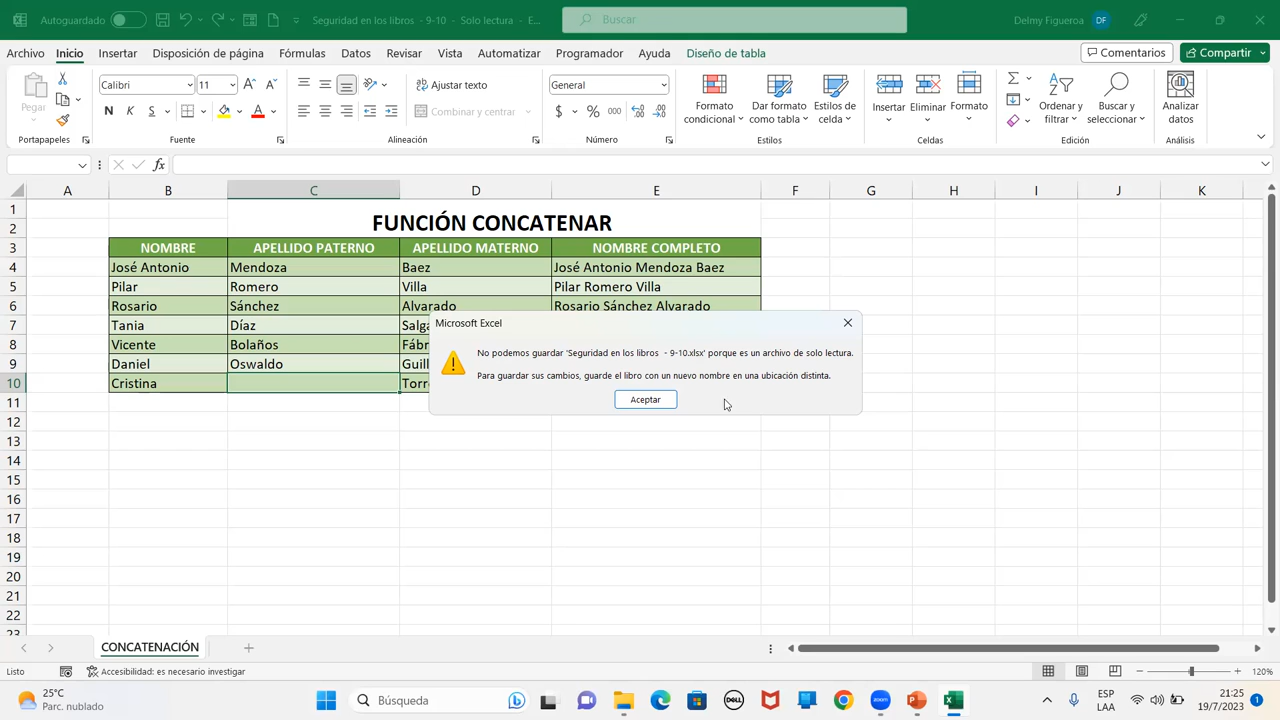 Autoguardado
Seguridad en los libros - 9-10 - Solo lectura - E...
Buscar
Delmy Figueroa
DF
Archivo Inicio Insertar Disposición de página Fórmulas Datos Revisar Vista Automatizar Programador Ayuda Diseño de tabla
Comentarios
Compartir
Pegar
Portapapeles
Calibri 11
N K S
Fuente
Ajustar texto
Combinar y centrar
Alineación
General
$ % 000
Número
Formato condicional
Dar formato como tabla
Estilos de celda
Estilos
Insertar
Eliminar
Formato
Celdas
Ordenar y filtrar
Buscar y seleccionar
Edición
Analizar datos
Análisis
fx
A B C D E F G H I J K
1
2 FUNCIÓN CONCATENAR
3 NOMBRE APELLIDO PATERNO APELLIDO MATERNO NOMBRE COMPLETO
4 José Antonio Mendoza Baez José Antonio Mendoza Baez
5 Pilar Romero Villa Pilar Romero Villa
6 Rosario Sánchez Alvarado Rosario Sánchez Alvarado
7 Tania Díaz Salga
8 Vicente Bolaños Fábr
9 Daniel Oswaldo Guill
10 Cristina Torr
11
12
13
14
15
16
17
18
19
20
21
22
23
Microsoft Excel
No podemos guardar 'Seguridad en los libros - 9-10.xlsx' porque es un archivo de solo lectura.
Para guardar sus cambios, guarde el libro con un nuevo nombre en una ubicación distinta.
Aceptar
CONCATENACIÓN
Listo
Accesibilidad: es necesario investigar
120%
25°C
Parc. nublado
Búsqueda
DELL
zoom
ESP
LAA
21:25
19/7/2023
1